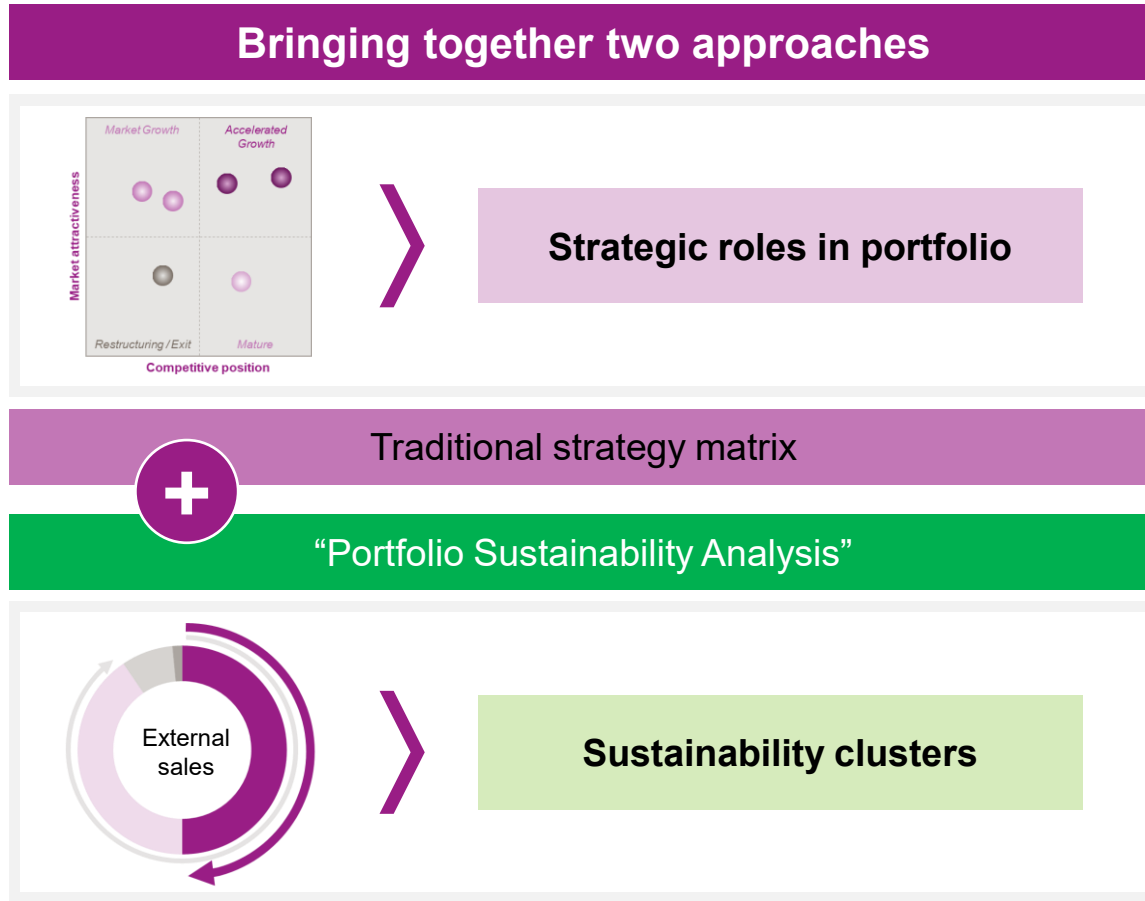 Bringing together two approaches
Market Growth
Accelerated
Growth
Market attractiveness
Restructuring / Exit
Mature
Competitive position
Strategic roles in portfolio
Traditional strategy matrix
+
“Portfolio Sustainability Analysis”
External
sales
Sustainability clusters